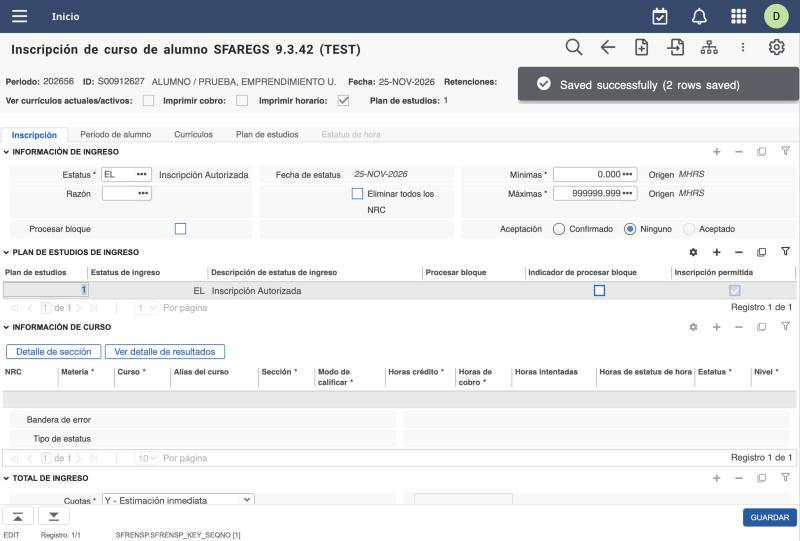 Inicio
D
Inscripción de curso de alumno SFAREGS 9.3.42 (TEST)
Periodo: 202656 ID: S00912627 ALUMNO / PRUEBA, EMPRENDIMIENTO U. Fecha: 25-NOV-2026 Retenciones:
Saved successfully (2 rows saved)
Ver currículos actuales/activos: Imprimir cobro: Imprimir horario: Plan de estudios: 1
Inscripción Periodo de alumno Currículos Plan de estudios Estatus de hora
INFORMACIÓN DE INGRESO
Estatus * EL ••• Inscripción Autorizada Fecha de estatus 25-NOV-2026 Mínimas * 0.000 ••• Origen MHRS
Razón ••• Eliminar todos los NRC Máximas * 999999.999 ••• Origen MHRS
Procesar bloque Aceptación Confirmado Ninguno Aceptado
PLAN DE ESTUDIOS DE INGRESO
Plan de estudios Estatus de ingreso Descripción de estatus de ingreso Procesar bloque Indicador de procesar bloque Inscripción permitida
1 EL Inscripción Autorizada
1 de 1 1 Por página Registro 1 de 1
INFORMACIÓN DE CURSO
Detalle de sección Ver detalle de resultados
NRC Materia * Curso * Alias del curso Sección * Modo de calificar * Horas crédito * Horas de cobro * Horas intentadas Horas de estatus de hora Estatus * Nivel *
Bandera de error
Tipo de estatus
1 de 1 10 Por página Registro 1 de 1
TOTAL DE INGRESO
Cuotas * Y - Estimación inmediata
GUARDAR
EDIT Registro: 1/1 SFRENSP.SFRENSP_KEY_SEQNO [1]